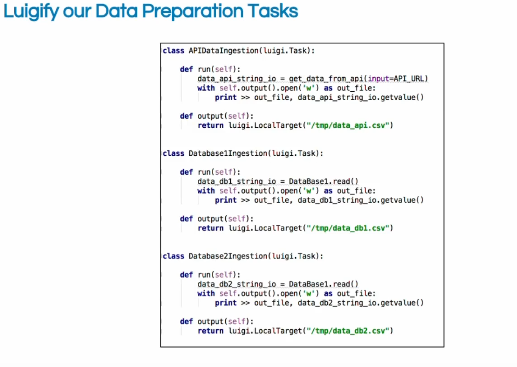 Luigify our Data Preparation Tasks
class APIDataIngestion(luigi.Task):
def run(self):
data_api_string_io = get_data_from_api(input=API_URL)
with self.output().open('w') as out_file:
print >> out_file, data_api_string_io.getvalue()
def output(self):
return luigi.LocalTarget("/tmp/data_api.csv")
class Database1Ingestion(luigi.Task):
def run(self):
data_db1_string_io = DataBase1.read()
with self.output().open('w') as out_file:
print >> out_file, data_db1_string_io.getvalue()
def output(self):
return luigi.LocalTarget("/tmp/data_db1.csv")
class Database2Ingestion(luigi.Task):
def run(self):
data_db2_string_io = DataBase1.read()
with self.output().open('w') as out_file:
print >> out_file, data_db2_string_io.getvalue()
def output(self):
return luigi.LocalTarget("/tmp/data_db2.csv")